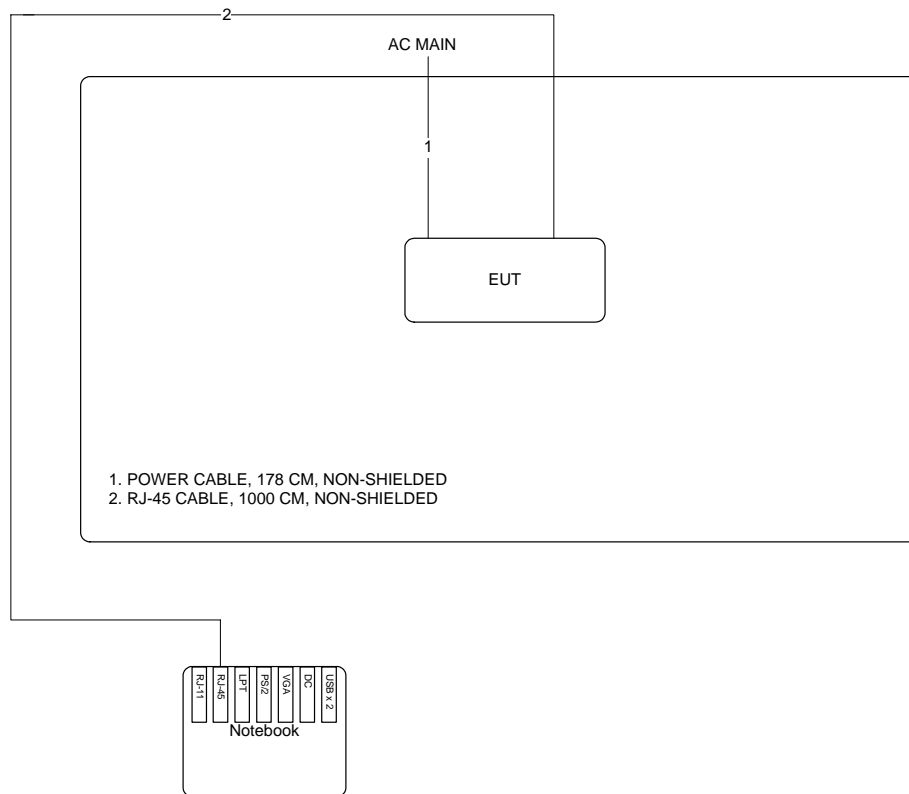 2
AC MAIN
1
EUT
1. POWER CABLE, 178 CM, NON-SHIELDED
2. RJ-45 CABLE, 1000 CM, NON-SHIELDED
RJ-11
RJ-45
LPT
PS/2
VGA
DC
USB x 2
Notebook